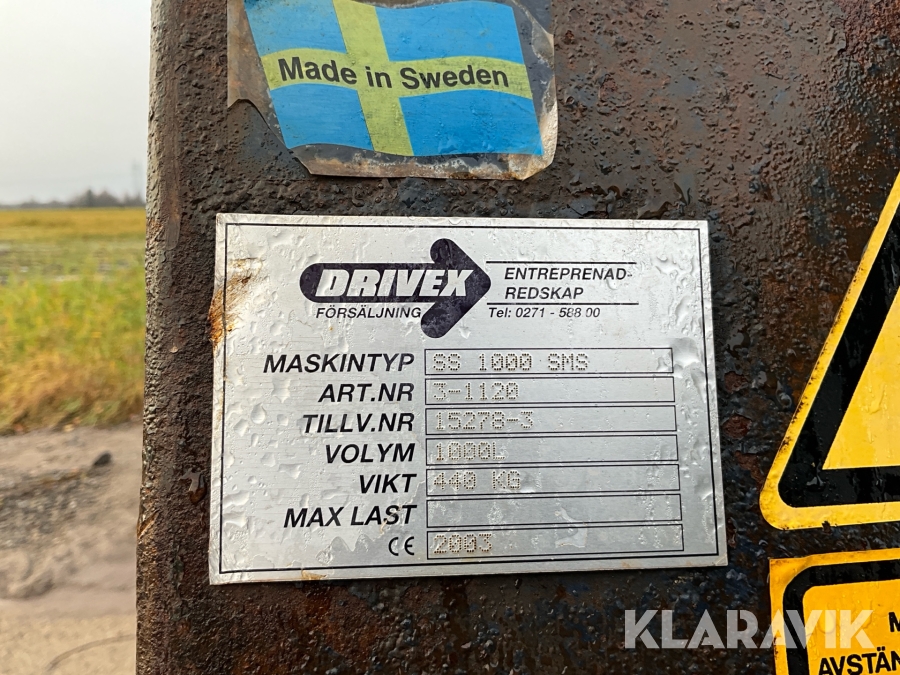 Made in Sweden
DRIVEX
FÖRSÄLJNING
ENTREPRENAD-
REDSKAP
Tel: 0271 - 588 00
MASKINTYP SS 1000 SMS
ART.NR 3-1120
TILLV.NR 15278-3
VOLYM 1000L
VIKT 440 KG
MAX LAST
CE 2003
KLARAVIK